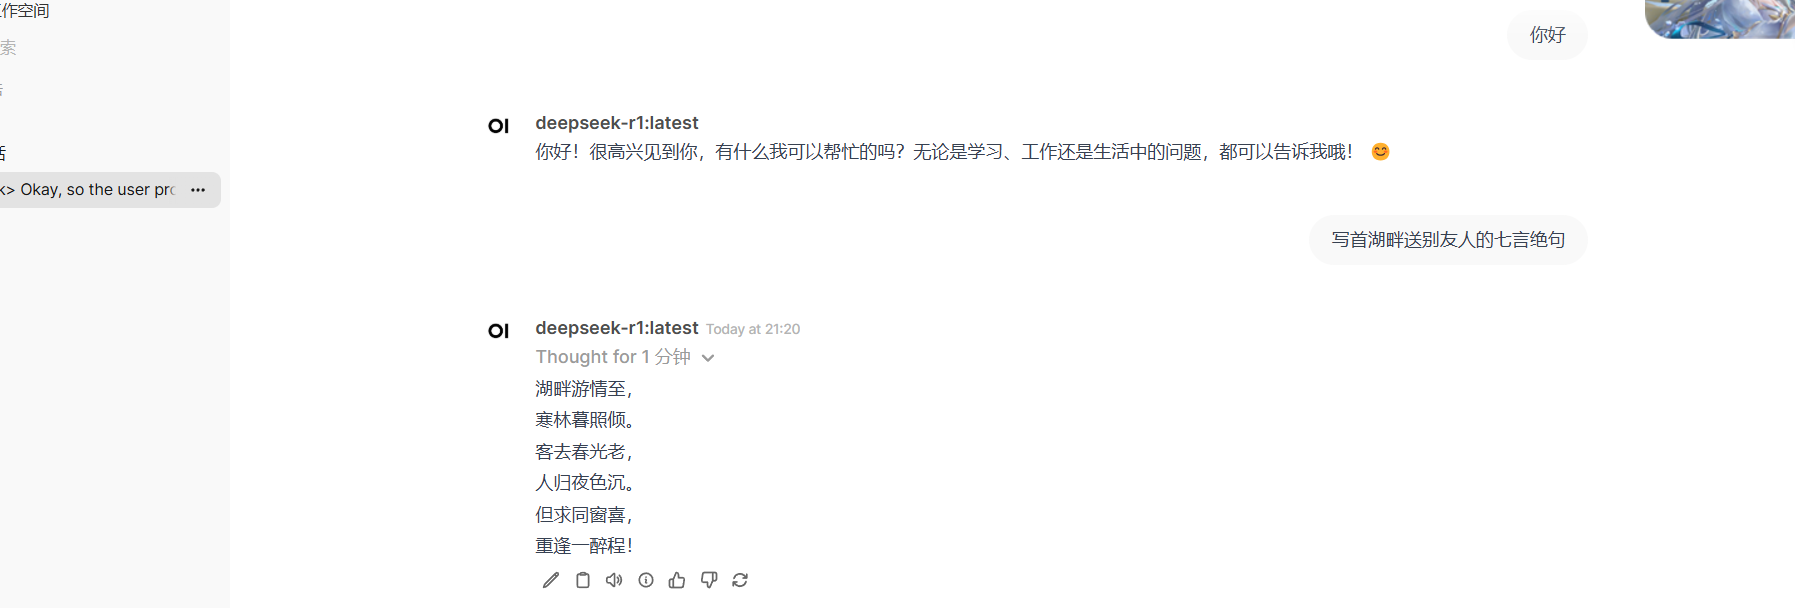 作空间
你好
索
deepseek-r1:latest
你好！很高兴见到你，有什么我可以帮忙的吗？无论是学习、工作还是生活中的问题，都可以告诉我哦！ 😊
k> Okay, so the user pro
写首湖畔送别友人的七言绝句
deepseek-r1:latest Today at 21:20
Thought for 1 分钟
湖畔游情至，
寒林暮照倾。
客去春光老，
人归夜色沉。
但求同窗喜，
重逢一醉程！